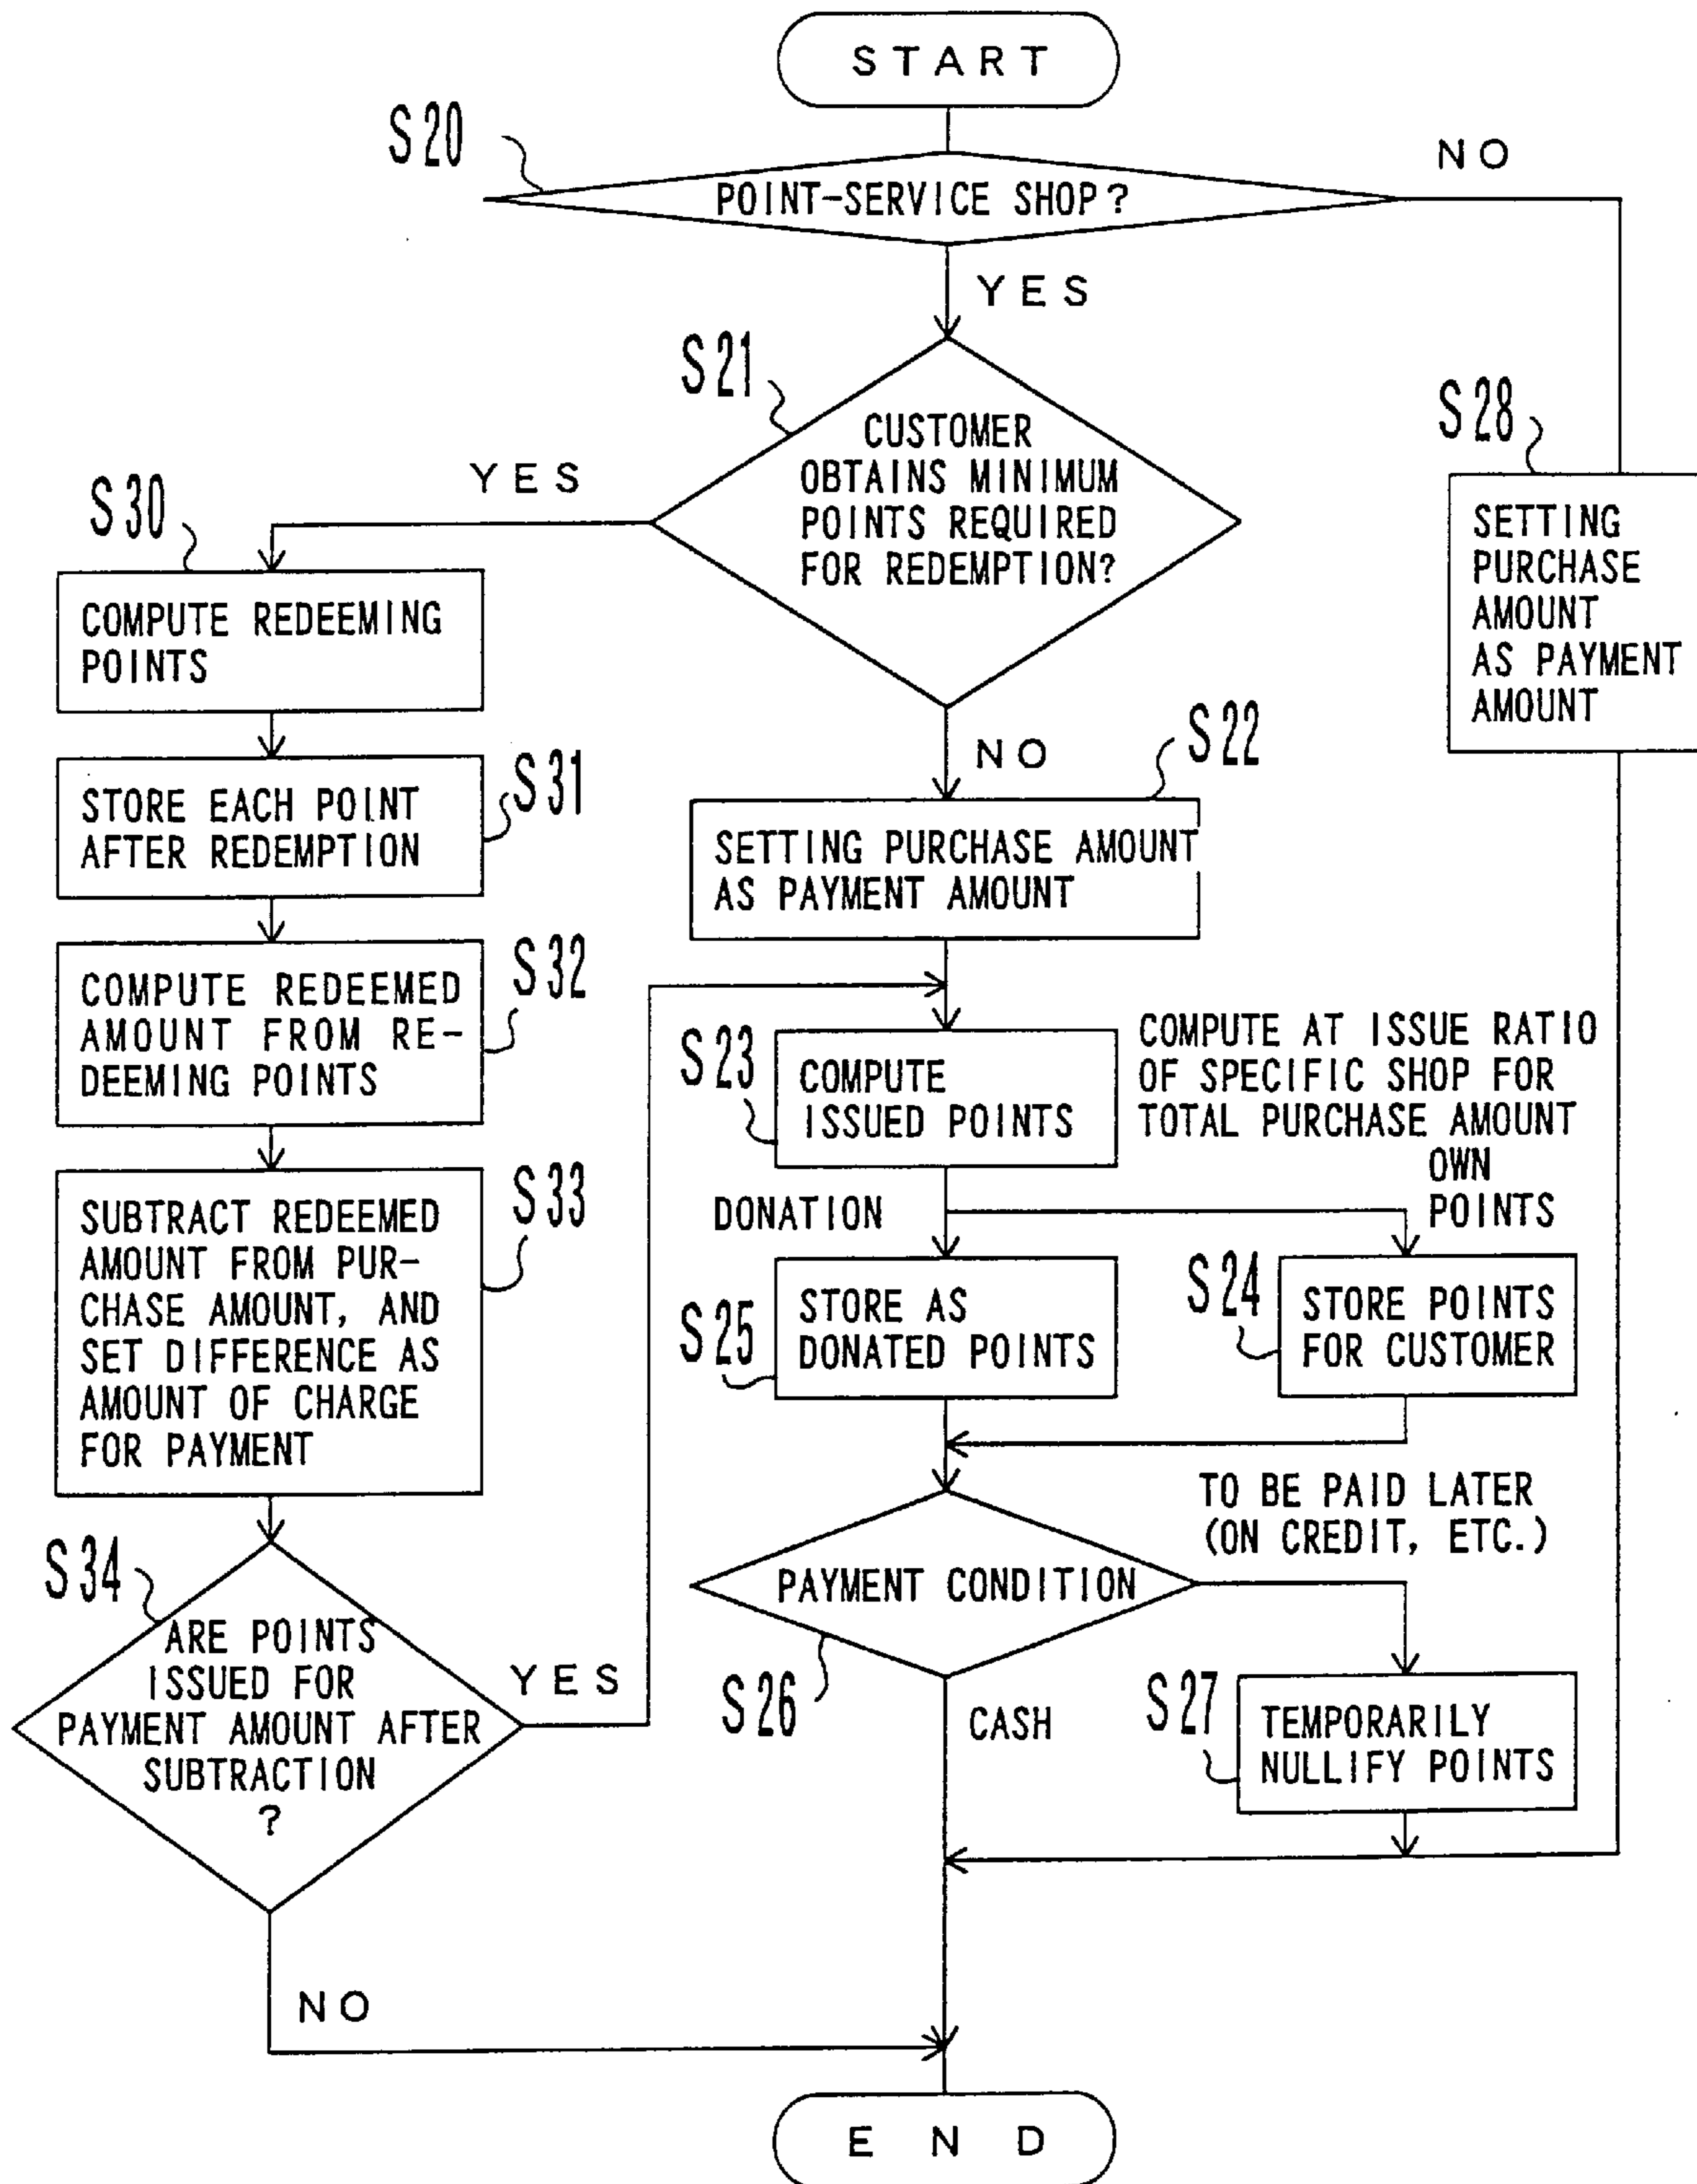 START
S20
POINT-SERVICE SHOP?
NO
YES
S21
CUSTOMER
OBTAINS MINIMUM
POINTS REQUIRED
FOR REDEMPTION?
YES
NO
S28
SETTING
PURCHASE
AMOUNT
AS PAYMENT
AMOUNT
S30
COMPUTE REDEEMING
POINTS
S31
STORE EACH POINT
AFTER REDEMPTION
S32
COMPUTE REDEEMED
AMOUNT FROM RE-
DEEMING POINTS
S33
SUBTRACT REDEEMED
AMOUNT FROM PUR-
CHASE AMOUNT, AND
SET DIFFERENCE AS
AMOUNT OF CHARGE
FOR PAYMENT
S34
ARE POINTS
ISSUED FOR
PAYMENT AMOUNT AFTER
SUBTRACTION
?
YES
NO
S22
SETTING PURCHASE AMOUNT
AS PAYMENT AMOUNT
S23
COMPUTE
ISSUED POINTS
COMPUTE AT ISSUE RATIO
OF SPECIFIC SHOP FOR
TOTAL PURCHASE AMOUNT
DONATION
OWN
POINTS
S25
STORE AS
DONATED POINTS
S24
STORE POINTS
FOR CUSTOMER
TO BE PAID LATER
(ON CREDIT, ETC.)
PAYMENT CONDITION
S26
CASH
S27
TEMPORARILY
NULLIFY POINTS
END